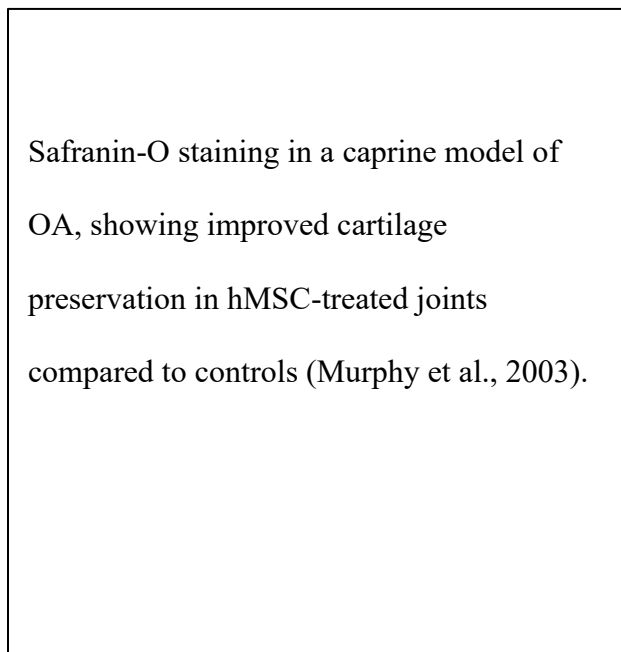 Safranin-O staining in a caprine model of
OA, showing improved cartilage
preservation in hMSC-treated joints
compared to controls (Murphy et al., 2003).